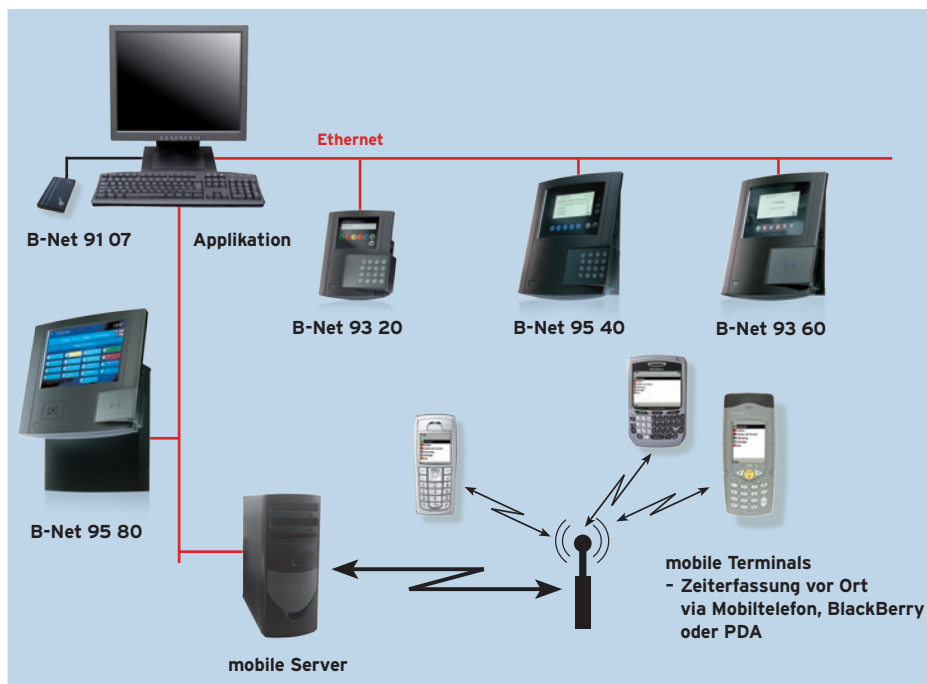 Ethernet
B-Net 91 07
Applikation
B-Net 93 20
B-Net 95 40
B-Net 93 60
B-Net 95 80
mobile Server
mobile Terminals
- Zeiterfassung vor Ort
via Mobiltelefon, BlackBerry
oder PDA